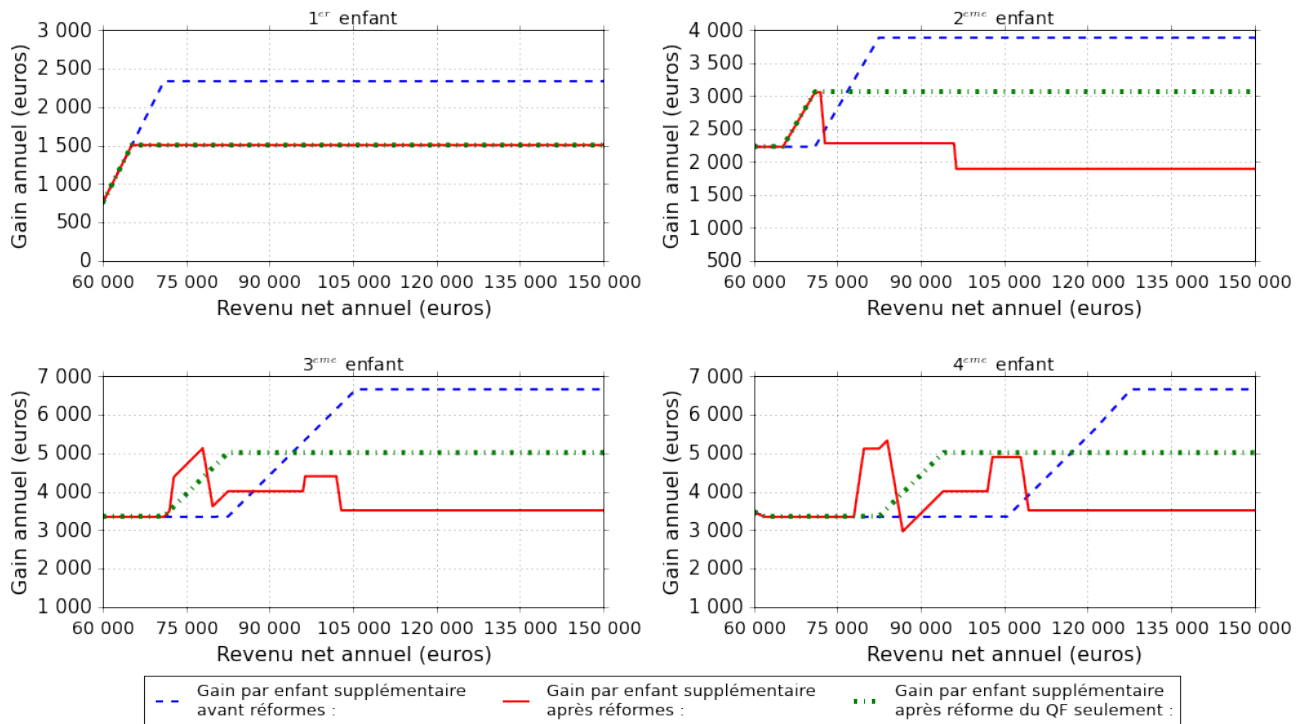 1er enfant
3 000
2 500
2 000
1 500
1 000
500
0
Gain annuel (euros)
60 000 75 000 90 000 105 000 120 000 135 000 150 000
Revenu net annuel (euros)
2eme enfant
4 000
3 500
3 000
2 500
2 000
1 500
1 000
500
Gain annuel (euros)
60 000 75 000 90 000 105 000 120 000 135 000 150 000
Revenu net annuel (euros)
3eme enfant
7 000
6 000
5 000
4 000
3 000
2 000
1 000
Gain annuel (euros)
60 000 75 000 90 000 105 000 120 000 135 000 150 000
Revenu net annuel (euros)
4eme enfant
7 000
6 000
5 000
4 000
3 000
2 000
1 000
Gain annuel (euros)
60 000 75 000 90 000 105 000 120 000 135 000 150 000
Revenu net annuel (euros)
Gain par enfant supplémentaire
avant réformes :
Gain par enfant supplémentaire
après réformes :
Gain par enfant supplémentaire
après réforme du QF seulement :